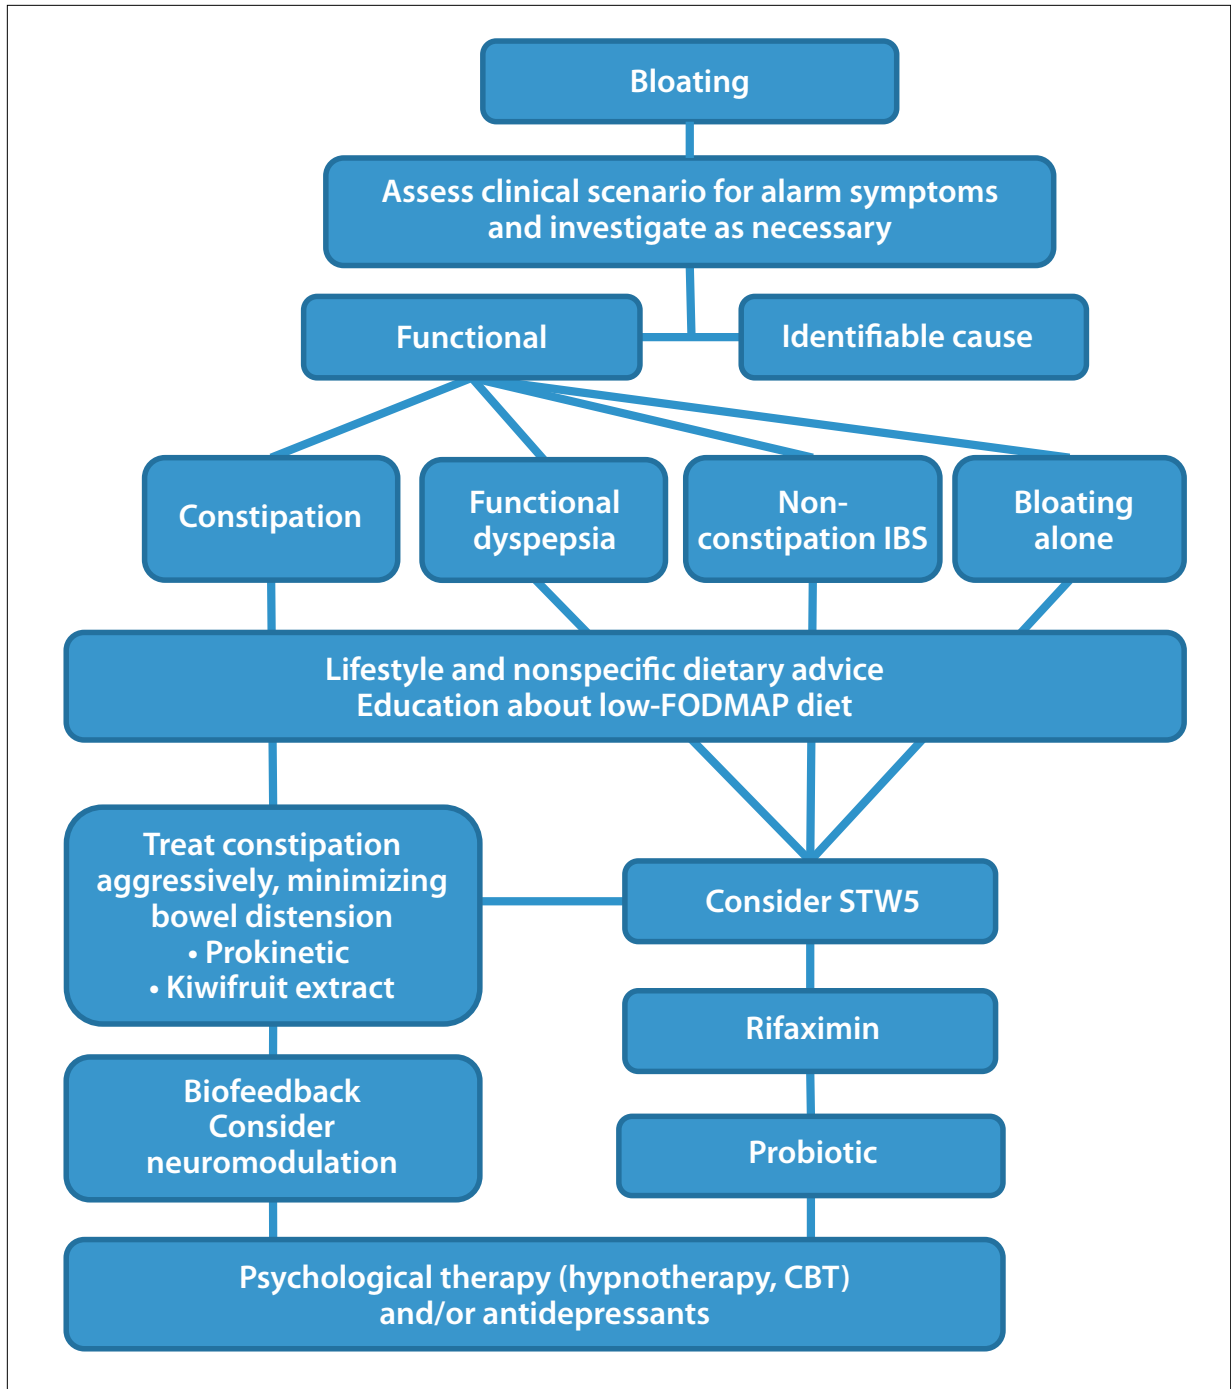 Bloating
Assess clinical scenario for alarm symptoms
and investigate as necessary
Functional
Identifiable cause
Constipation
Functional
dyspepsia
Non-
constipation IBS
Bloating
alone
Lifestyle and nonspecific dietary advice
Education about low-FODMAP diet
Treat constipation
aggressively, minimizing
bowel distension
• Prokinetic
• Kiwifruit extract
Consider STW5
Rifaximin
Biofeedback
Consider
neuromodulation
Probiotic
Psychological therapy (hypnotherapy, CBT)
and/or antidepressants